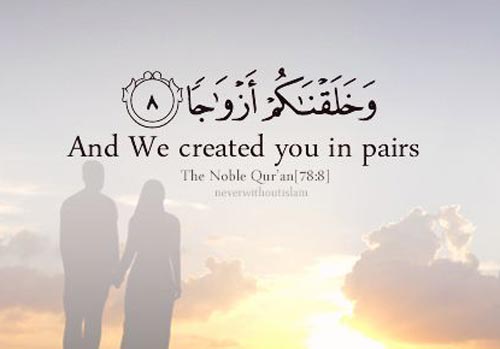 وَخَلَقْنَـٰكُمْ أَزْوَٰجًا ٨
And We created you in pairs
The Noble Qur'an[78:8]
neverwithoutislam